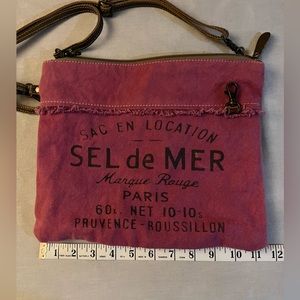 SAC EN LOCATION
SEL de MER
Marque Rouge
PARIS
60c. NET 10-10s
PRUVENCE-ROUSSILLON
1 2 3 4 5 6 7 8 9 10 11 12